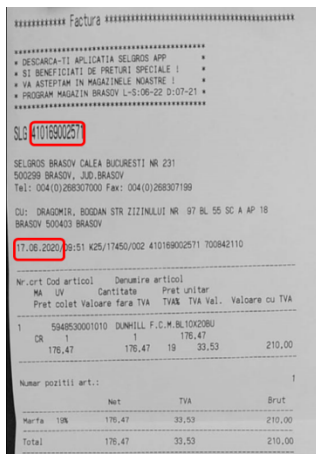 ************ Factura ****************************************
****************************************
* DESCARCA-TI APLICATIA SELGROS APP *
* SI BENEFICIATI DE PRETURI SPECIALE ! *
* VA ASTEPTAM IN MAGAZINELE NOASTRE ! *
* PROGRAM MAGAZIN BRASOV L-S:06-22 D:07-21 *
****************************************
SLG 410169002571
SELGROS BRASOV CALEA BUCURESTI NR 231
500299 BRASOV, JUD.BRASOV
Tel: 004(0)268307000 Fax: 004(0)268307199
CU: DRAGOMIR, BOGDAN STR ZIZINULUI NR 97 BL 55 SC A AP 18
BRASOV 500403 BRASOV
17.06.2020/09:51 K25/17450/002 410169002571 700842110
Nr.crt Cod articol Denumire articol
MA UV Cantitate Pret unitar
Pret colet Valoare fara TVA TVA% TVA Val. Valoare cu TVA
1 5948530001010 DUNHILL F.C.M.BL10X20BU
CR 1 1 176,47
176,47 176,47 19 33,53 210,00
Numar pozitii art.: 1
Net TVA Brut
Marfa 19% 176,47 33,53 210,00
Total 176,47 33,53 210,00